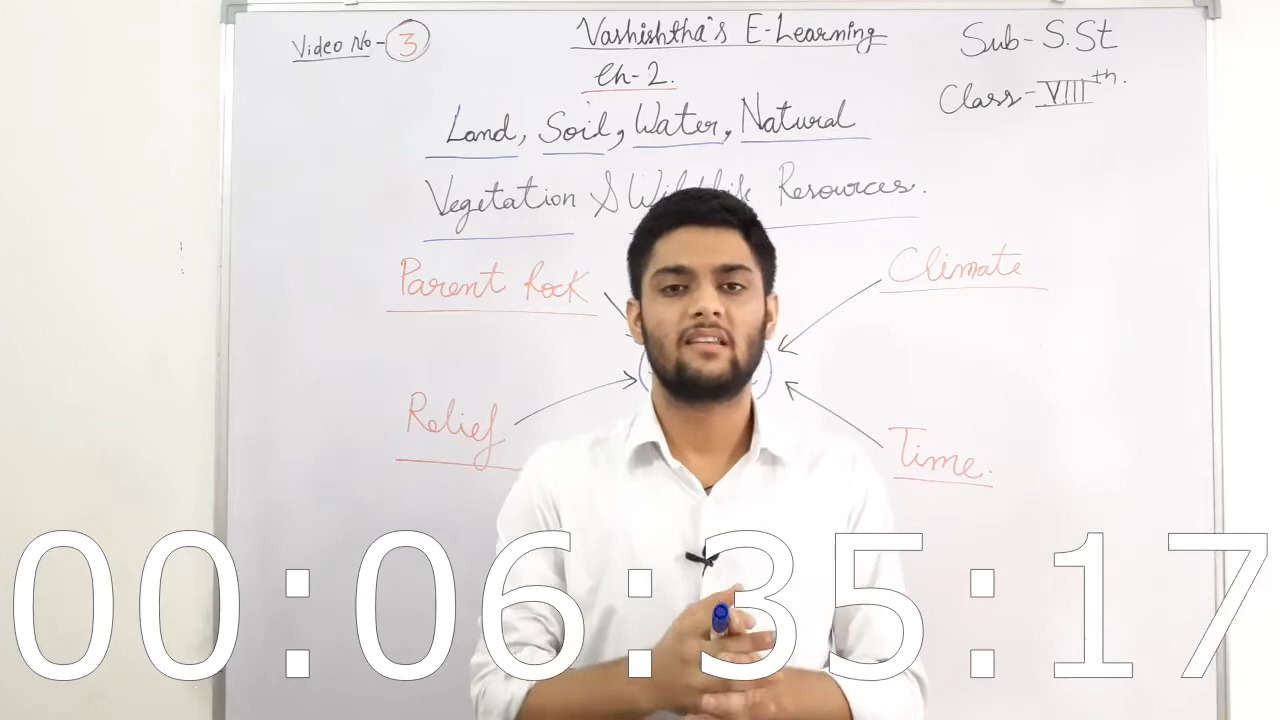 Video No- 3
Vashishtha's E-Learning
Sub- S.St
Class- VIIIth.
Ch- 2.
Land, Soil, Water, Natural
Vegetation & Wildlife Resources.
Parent Rock
Climate
Relief
Time.
00:06:35:17